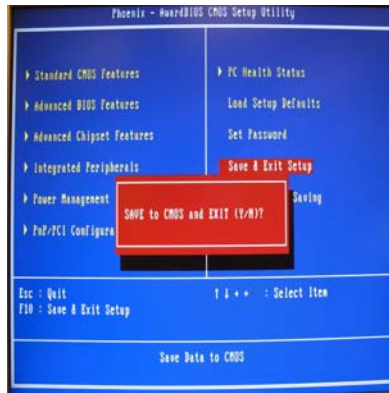 Phoenix - AwardBIOS CMOS Setup Utility
Standard CMOS Features
Advanced BIOS Features
Advanced Chipset Features
Integrated Peripherals
Power Management
PnP/PCI Configura
PC Health Status
Load Setup Defaults
Set Password
Save & Exit Setup
Saving
SAVE to CMOS and EXIT (Y/N)?
Esc : Quit
F10 : Save & Exit Setup
: Select Item
Save Data to CMOS